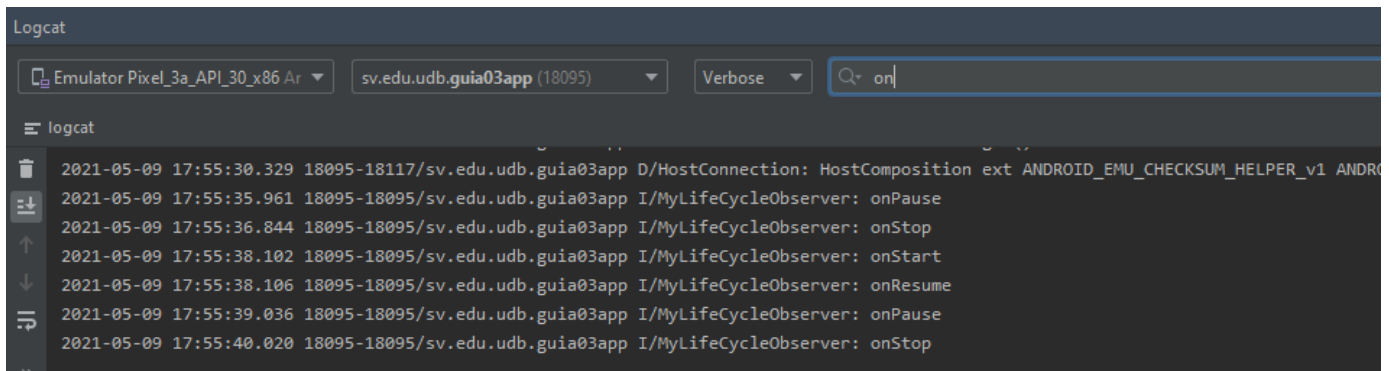 Logcat
Emulator Pixel_3a_API_30_x86 Ar sv.edu.udb.guia03app (18095) Verbose on
logcat
2021-05-09 17:55:30.329 18095-18117/sv.edu.udb.guia03app D/HostConnection: HostComposition ext ANDROID_EMU_CHECKSUM_HELPER_v1 ANDRO
2021-05-09 17:55:35.961 18095-18095/sv.edu.udb.guia03app I/MyLifeCycleObserver: onPause
2021-05-09 17:55:36.844 18095-18095/sv.edu.udb.guia03app I/MyLifeCycleObserver: onStop
2021-05-09 17:55:38.102 18095-18095/sv.edu.udb.guia03app I/MyLifeCycleObserver: onStart
2021-05-09 17:55:38.106 18095-18095/sv.edu.udb.guia03app I/MyLifeCycleObserver: onResume
2021-05-09 17:55:39.036 18095-18095/sv.edu.udb.guia03app I/MyLifeCycleObserver: onPause
2021-05-09 17:55:40.020 18095-18095/sv.edu.udb.guia03app I/MyLifeCycleObserver: onStop